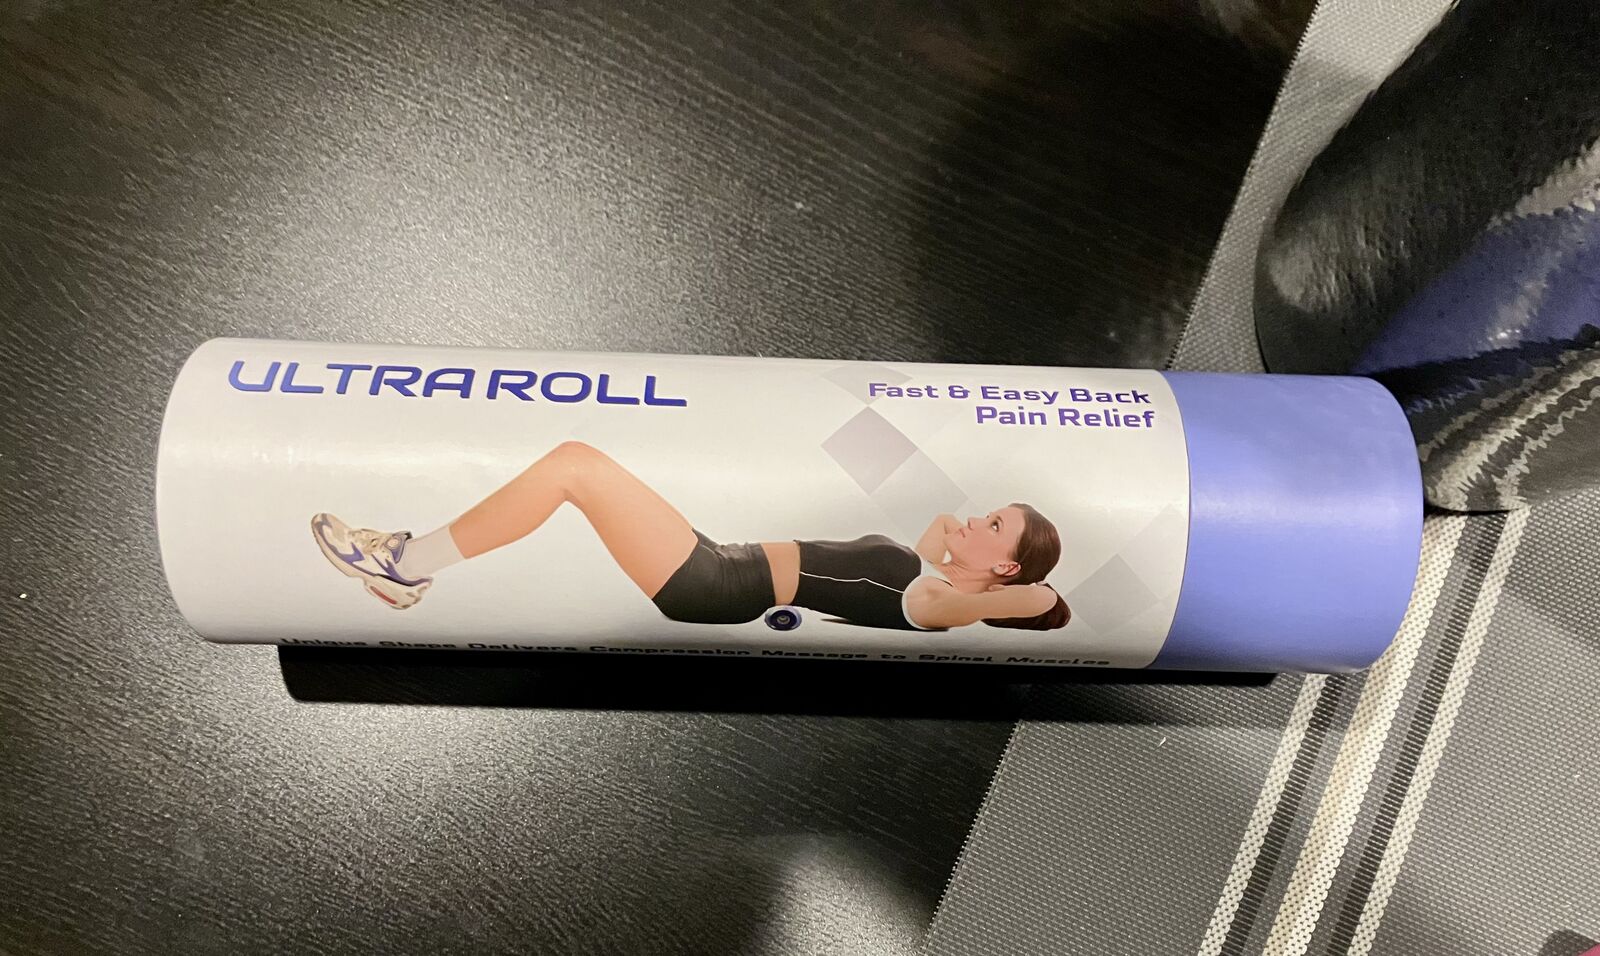 ULTRA ROLL
Fast & Easy Back
Pain Relief
Unique Shape Delivers Compression Massage to Spinal Muscles